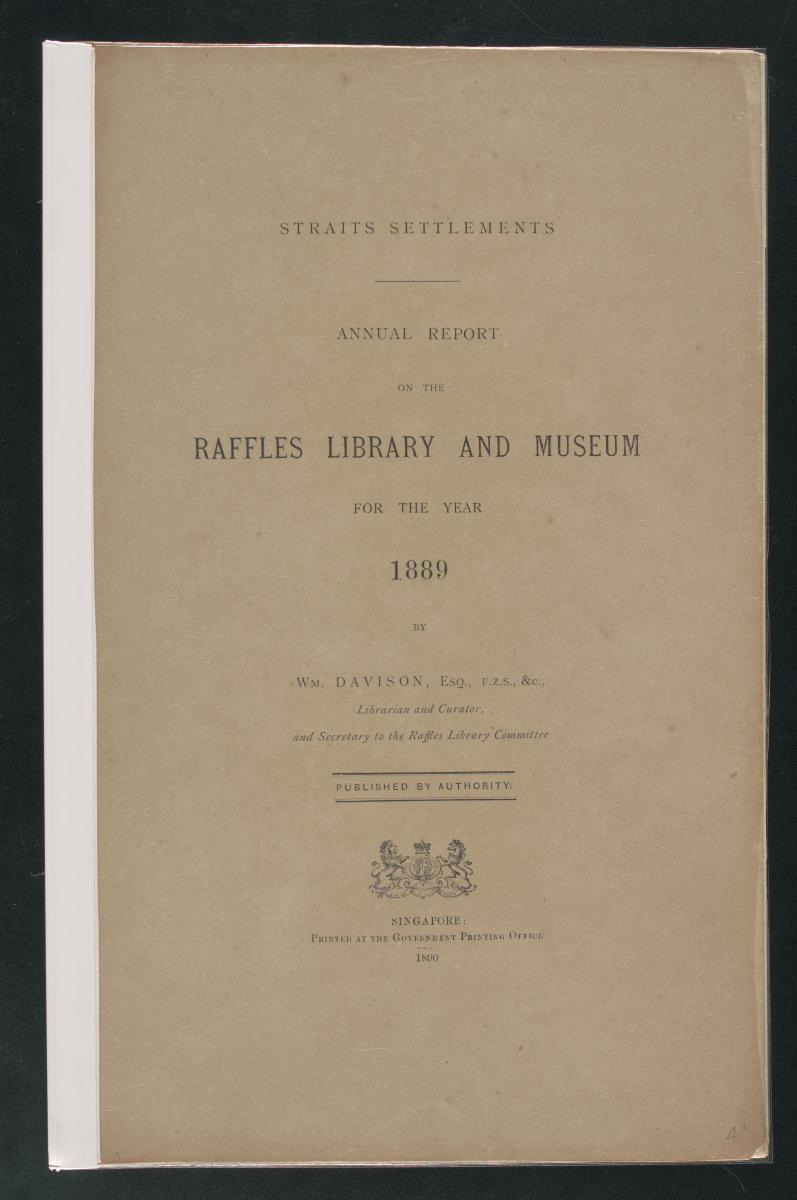 STRAITS SETTLEMENTS
ANNUAL REPORT
ON THE
RAFFLES LIBRARY AND MUSEUM
FOR THE YEAR
1889
BY
WM. DAVISON, ESQ., F.Z.S., &c.,
Librarian and Curator,
and Secretary to the Raffles Library Committee
PUBLISHED BY AUTHORITY.
SINGAPORE:
PRINTED AT THE GOVERNMENT PRINTING OFFICE
1890
4